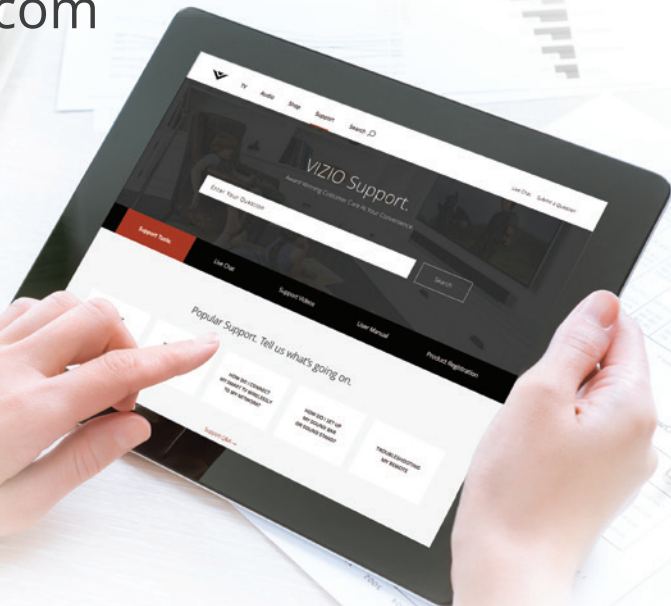 com
TV Audio Shop Support Search
Live Chat Submit a Question
VIZIO Support.
Award Winning Customer Care At Your Convenience.
Enter Your Question
Search
Support Tools
Live Chat
Support Videos
User Manual
Product Registration
Popular Support. Tell us what's going on.
HOW DO I CONNECT
MY SMART TV WIRELESSLY
TO MY NETWORK?
HOW DO I SET UP
MY SOUND BAR
OR SOUND STAND?
TROUBLESHOOTING
MY REMOTE
Support Q&A